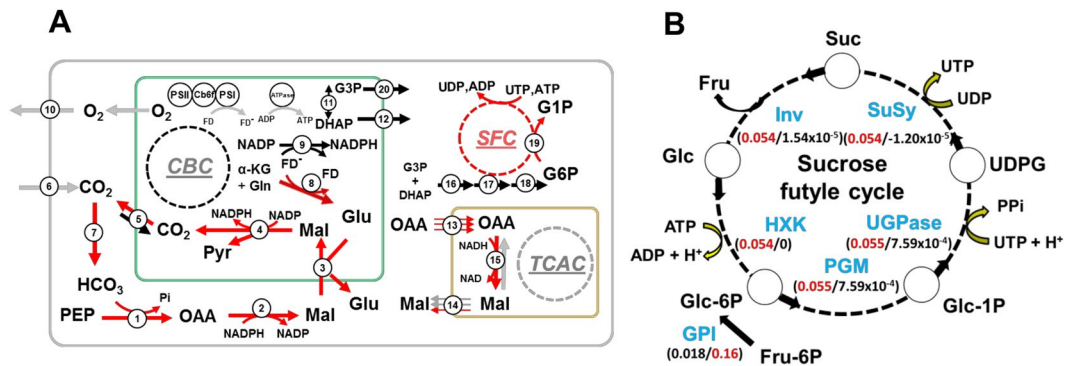 A
10
O2
O2
PSII
Cb6f
PSI
ATPase
FD
FD-
ADP
ATP
11
G3P
20
DHAP
12
NADP
9
NADPH
CBC
α-KG
+ Gln
FD-
FD
8
Glu
6
CO2
5
CO2
NADPH
4
NADP
Mal
Pyr
7
HCO3
3
Glu
PEP
1
Pi
OAA
2
NADPH
NADP
Mal
UDP,ADP
UTP,ATP
G1P
SFC
19
G6P
G3P
+
DHAP
16
17
18
OAA
13
OAA
NADH
15
NAD
TCAC
Mal
14
Mal
B
Suc
UTP
UDP
Fru
Inv
SuSy
(0.054/1.54x10-5)
(0.054/-1.20x10-5)
Glc
Sucrose
futyle cycle
UDPG
ATP
ADP + H+
HXK
(0.054/0)
UGPase
(0.055/7.59x10-4)
PPi
UTP + H+
PGM
(0.055/7.59x10-4)
Glc-6P
Glc-1P
GPI
(0.018/0.16)
Fru-6P